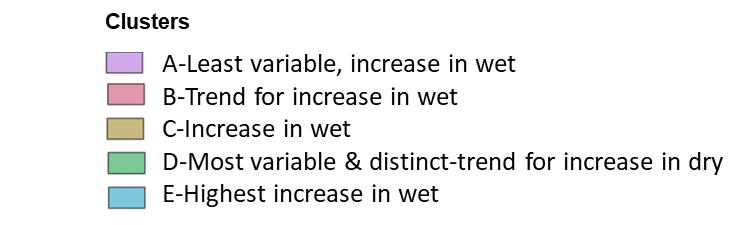 Clusters
A-Least variable, increase in wet
B-Trend for increase in wet
C-Increase in wet
D-Most variable & distinct-trend for increase in dry
E-Highest increase in wet